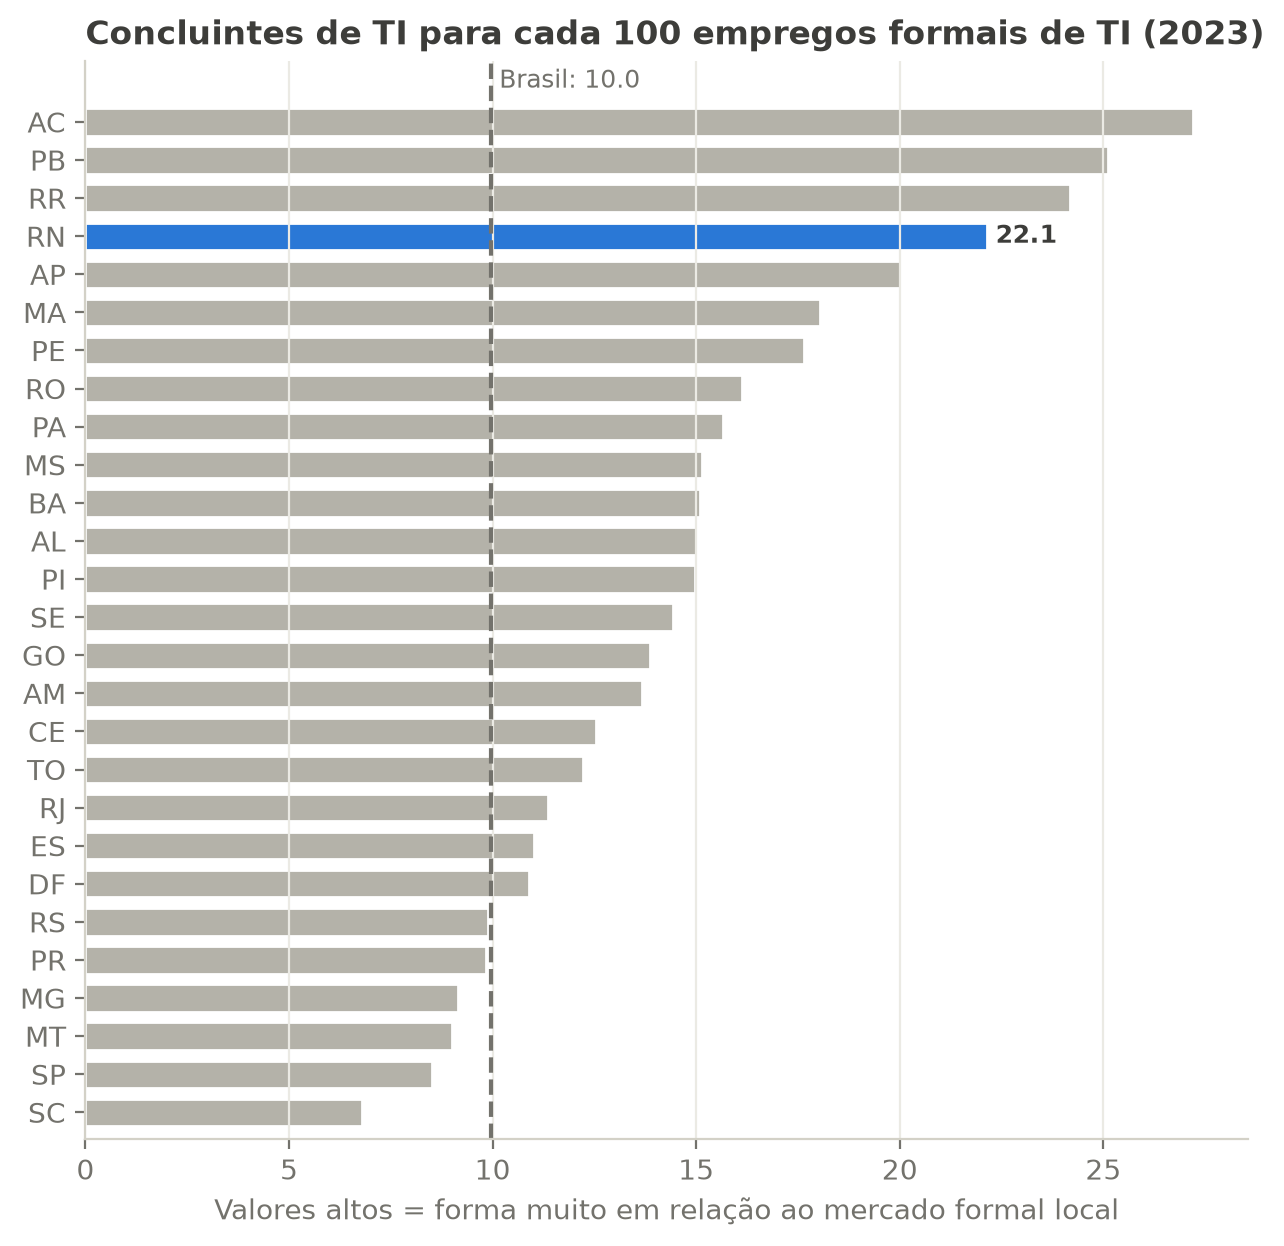 Concluintes de TI para cada 100 empregos formais de TI (2023)
Brasil: 10.0
AC
PB
RR
RN 22.1
AP
MA
PE
RO
PA
MS
BA
AL
PI
SE
GO
AM
CE
TO
RJ
ES
DF
RS
PR
MG
MT
SP
SC
0 5 10 15 20 25
Valores altos = forma muito em relação ao mercado formal local